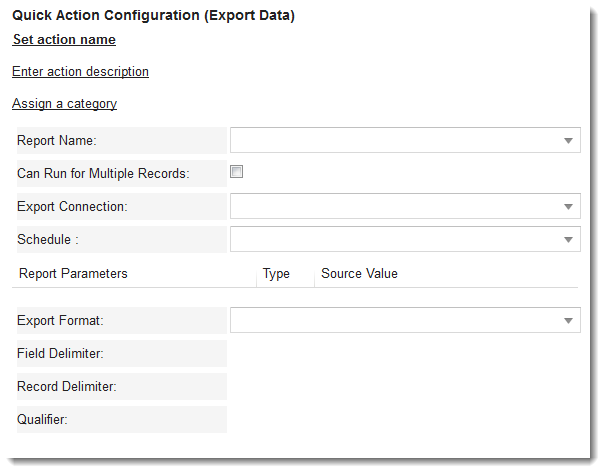 Quick Action Configuration (Export Data)
Set action name
Enter action description
Assign a category
Report Name:
Can Run for Multiple Records:
Export Connection:
Schedule :
Report Parameters Type Source Value
Export Format:
Field Delimiter:
Record Delimiter:
Qualifier: